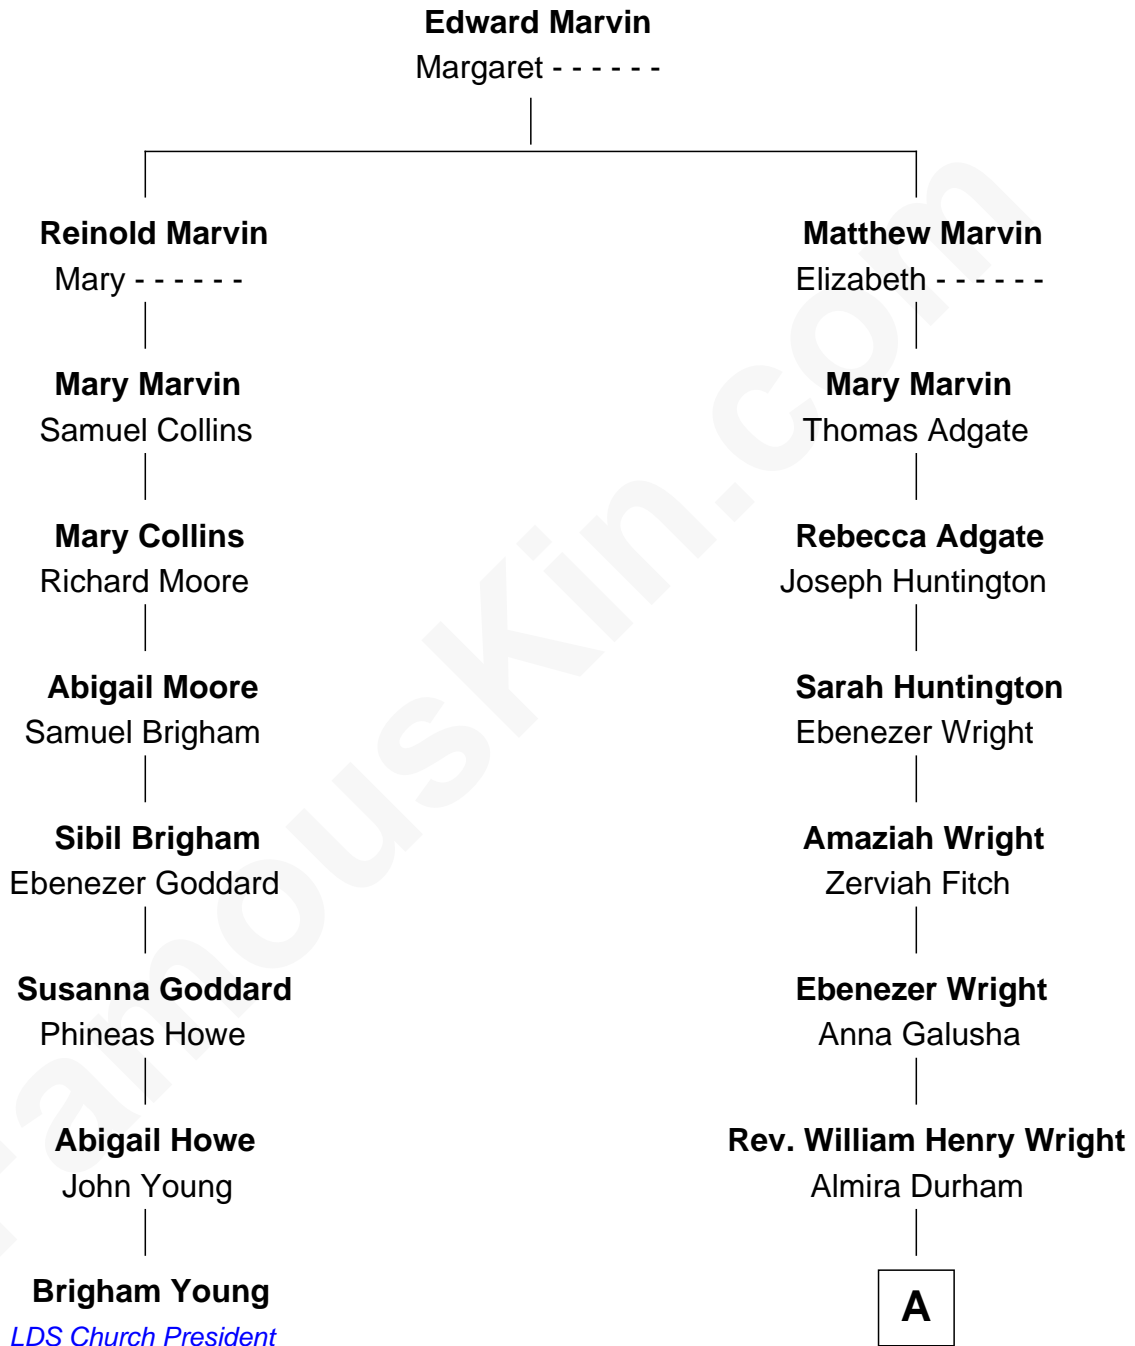 Edward Marvin
Margaret - - - - - -
Reinold Marvin
Mary - - - - - -
Matthew Marvin
Elizabeth - - - - - -
Mary Marvin
Samuel Collins
Mary Marvin
Thomas Adgate
Mary Collins
Richard Moore
Rebecca Adgate
Joseph Huntington
Abigail Moore
Samuel Brigham
Sarah Huntington
Ebenezer Wright
Sibil Brigham
Ebenezer Goddard
Amaziah Wright
Zerviah Fitch
Susanna Goddard
Phineas Howe
Ebenezer Wright
Anna Galusha
Abigail Howe
John Young
Rev. William Henry Wright
Almira Durham
Brigham Young
LDS Church President
A
FamousKin.com